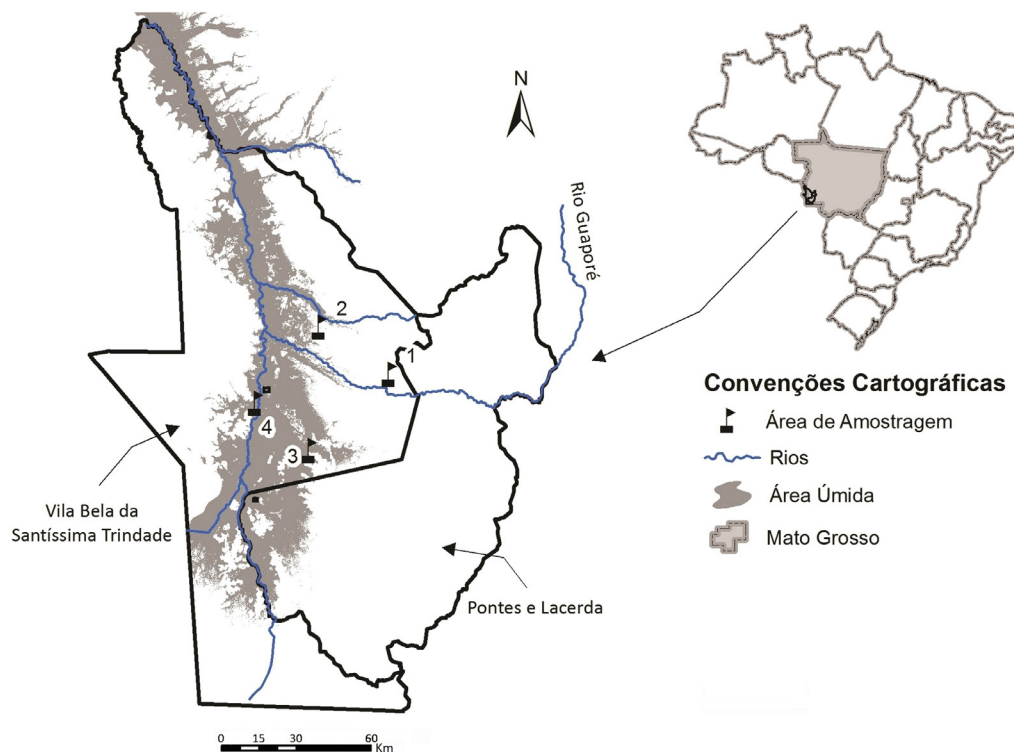 N
Rio Guaporé
2
1
4
3
Vila Bela da
Santíssima Trindade
Pontes e Lacerda
Convenções Cartográficas
Área de Amostragem
Rios
Área Úmida
Mato Grosso
0 15 30 60
Km